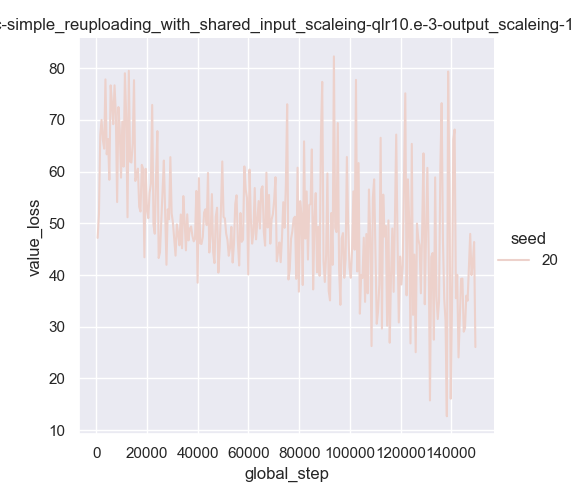 c-simple_reuploading_with_shared_input_scaleing-qlr10.e-3-output_scaleing-1
80
70
60
50
40
30
20
10
value_loss
0 20000 40000 60000 80000 100000 120000 140000
global_step
seed
20